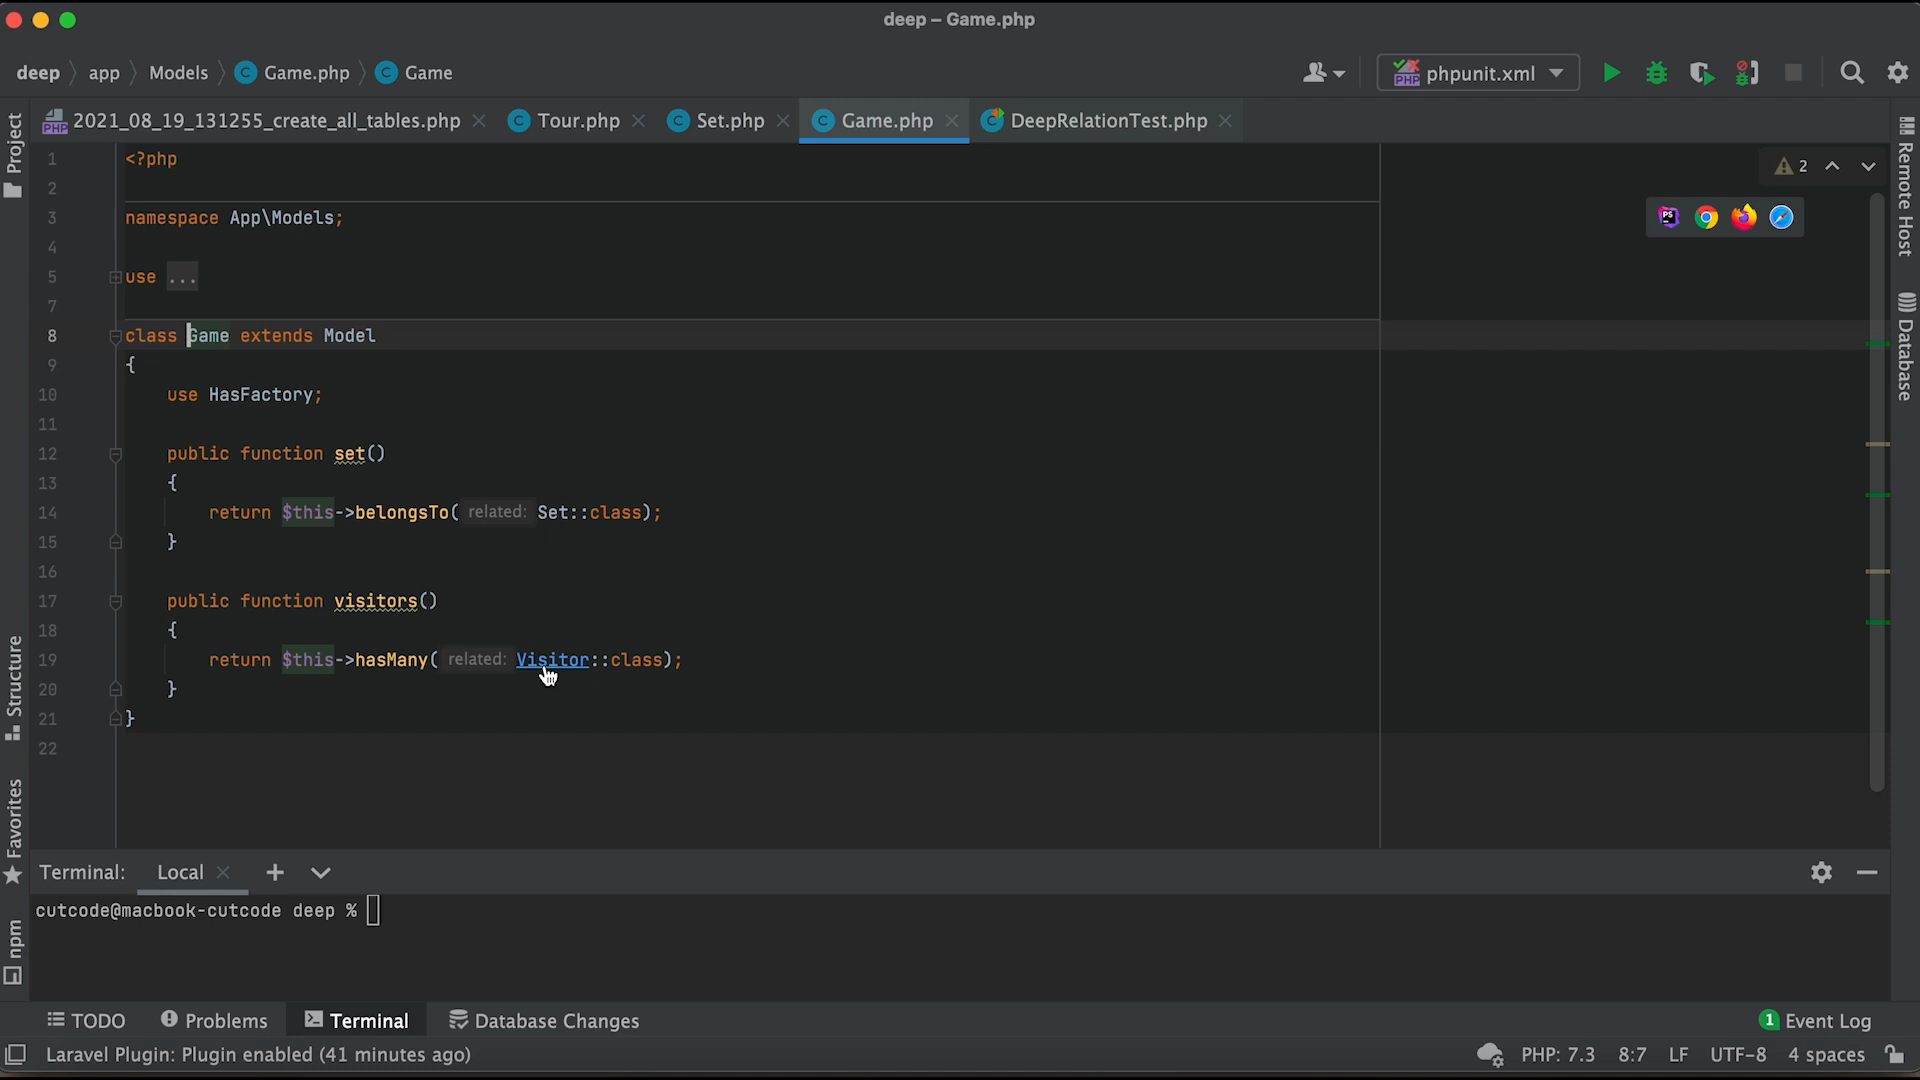 deep – Game.php
deep app Models Game.php Game
phpunit.xml
2021_08_19_131255_create_all_tables.php Tour.php Set.php Game.php DeepRelationTest.php
Project
Structure
Favorites
npm
Remote Host
Database
2
1 <?php
2
3 namespace App\Models;
4
5 use ...
7
8 class Game extends Model
9 {
10 use HasFactory;
11
12 public function set()
13 {
14 return $this->belongsTo( related: Set::class);
15 }
16
17 public function visitors()
18 {
19 return $this->hasMany( related: Visitor::class);
20 }
21 }
22
Terminal: Local
cutcode@macbook-cutcode deep %
TODO Problems Terminal Database Changes 1 Event Log
Laravel Plugin: Plugin enabled (41 minutes ago) PHP: 7.3 8:7 LF UTF-8 4 spaces